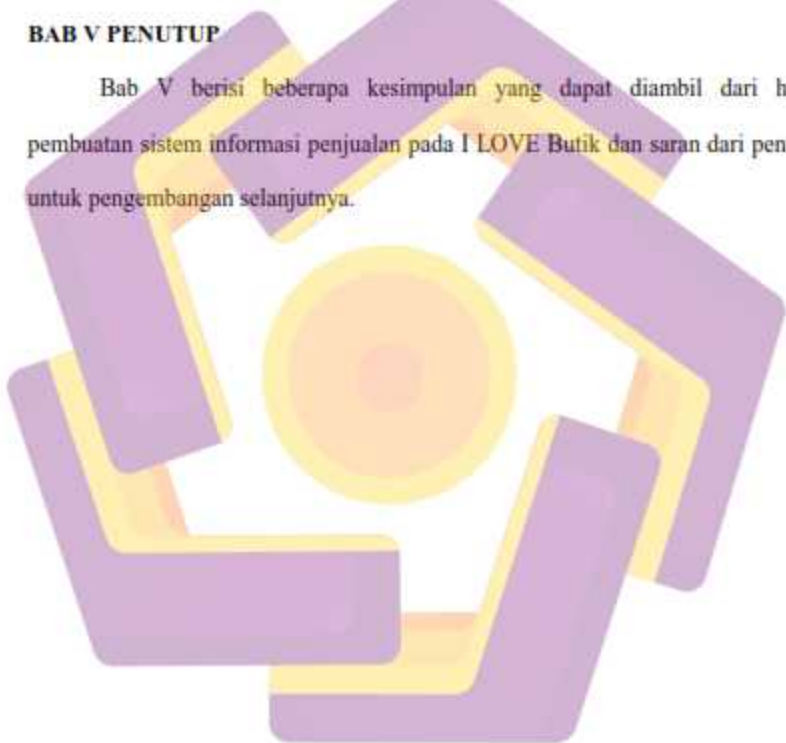 BAB V PENUTUP
Bab V berisi beberapa kesimpulan yang dapat diambil dari h
pembuatan sistem informasi penjualan pada I LOVE Butik dan saran dari pen
untuk pengembangan selanjutnya.